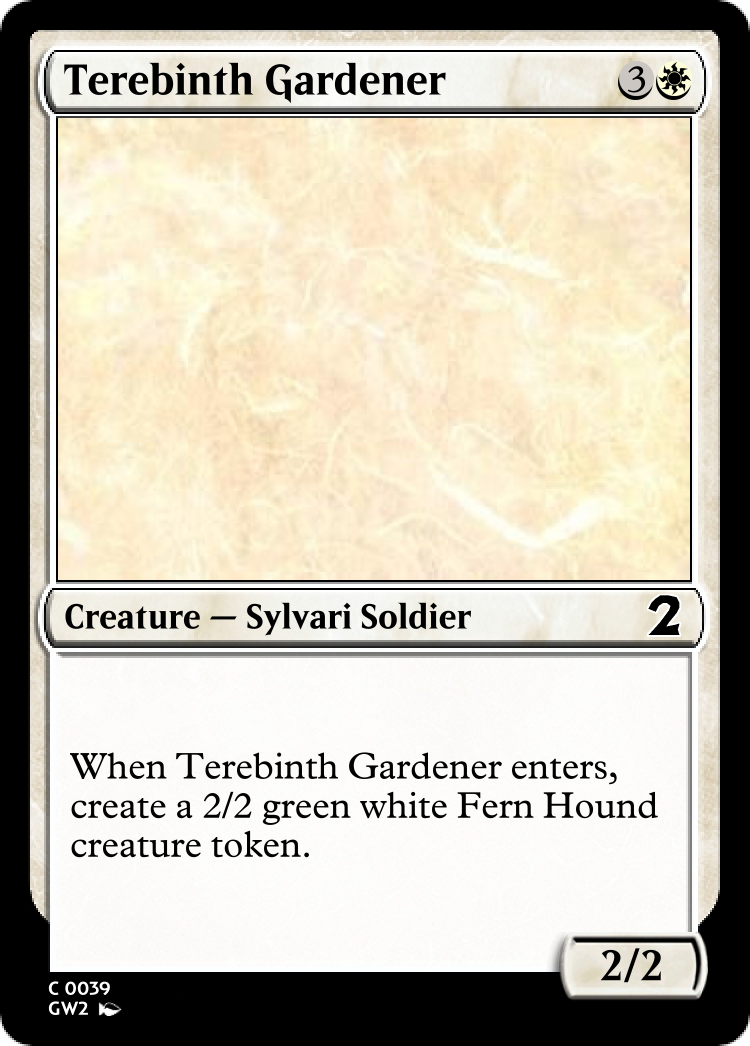 Terebinth Gardener 3
Creature — Sylvari Soldier 2
When Terebinth Gardener enters,
create a 2/2 green white Fern Hound
creature token.
2/2
C 0039
GW2